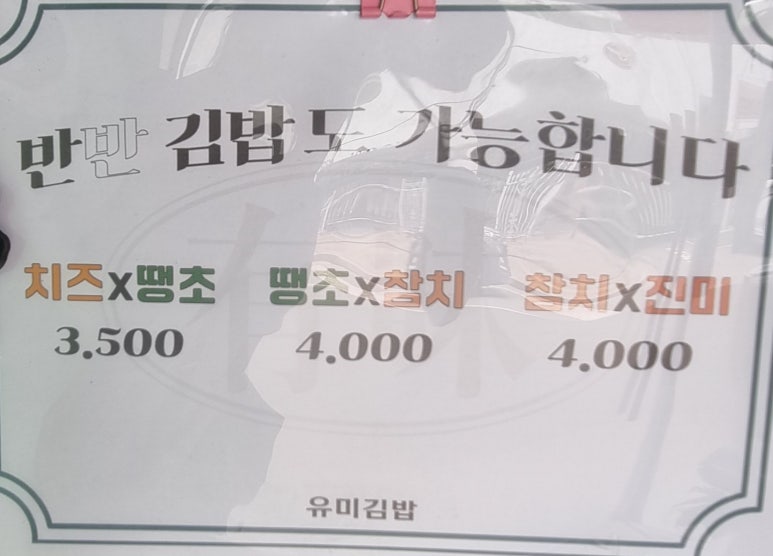 반반 김밥도 가능합니다
치즈X땡초 땡초X참치 참치X진미
3.500 4.000 4.000
유미김밥